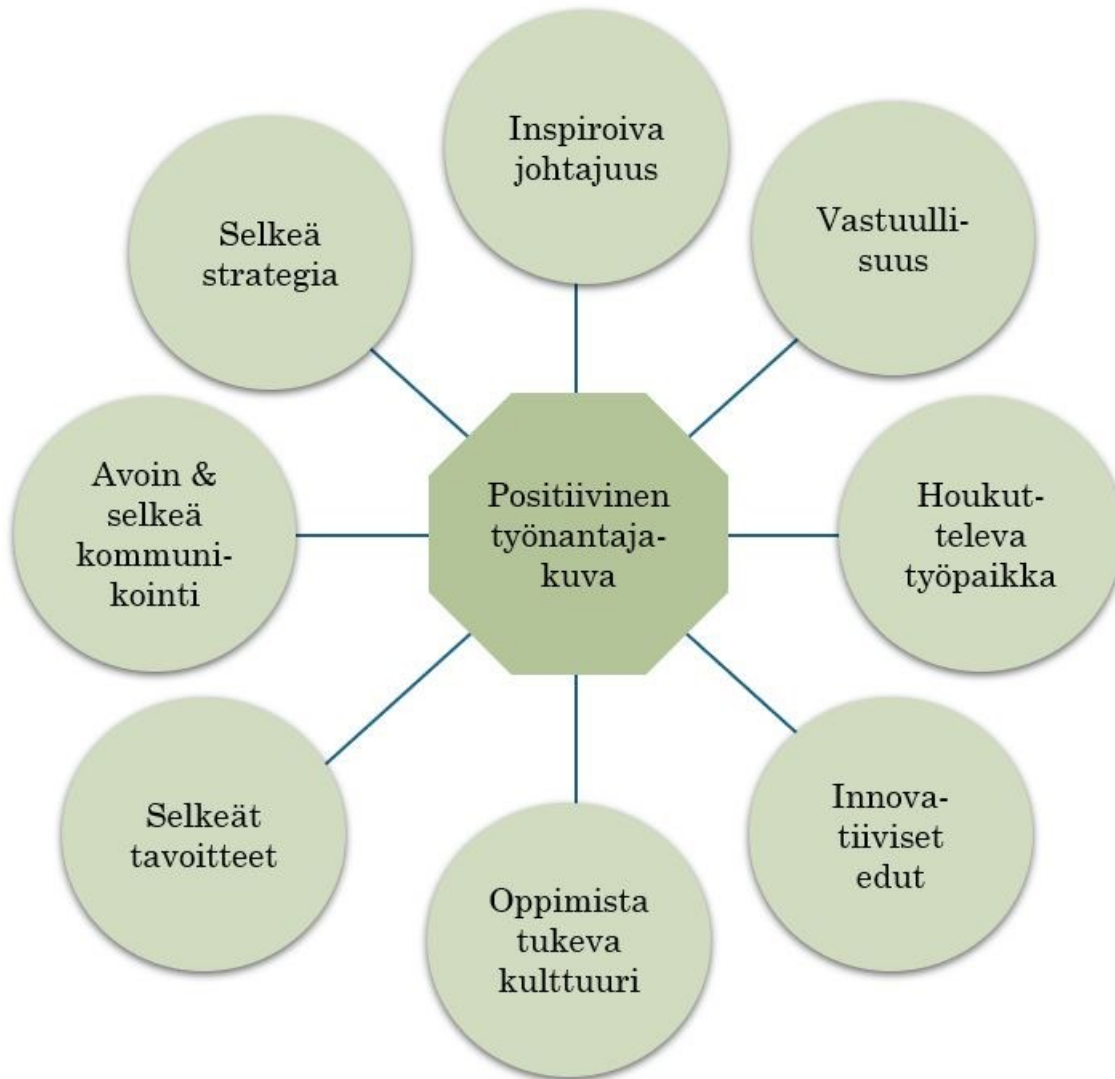 Inspiroiva
johtajuus
Vastuulli-
suus
Houkut-
televa
työpaikka
Innova-
tiiviset
edut
Oppimista
tukeva
kulttuuri
Selkeät
tavoitteet
Avoin &
selkeä
kommuni-
kointi
Selkeä
strategia
Positiivinen
työnantaja-
kuva